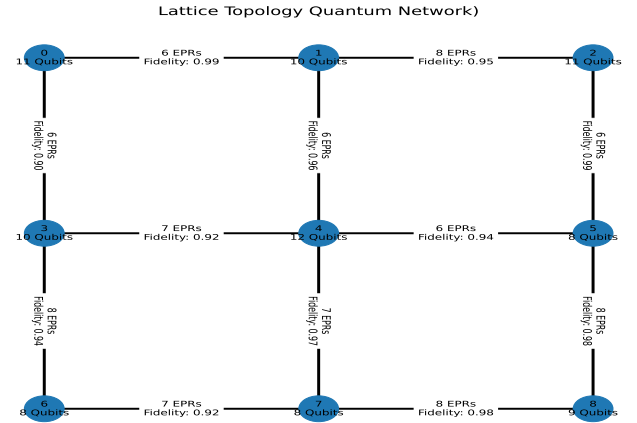 Lattice Topology Quantum Network)
0
11 Qubits
6 EPRs
Fidelity: 0.99
1
10 Qubits
8 EPRs
Fidelity: 0.95
2
11 Qubits
6 EPRs
Fidelity: 0.90
6 EPRs
Fidelity: 0.96
6 EPRs
Fidelity: 0.99
3
10 Qubits
7 EPRs
Fidelity: 0.92
4
12 Qubits
6 EPRs
Fidelity: 0.94
5
8 Qubits
8 EPRs
Fidelity: 0.94
7 EPRs
Fidelity: 0.97
8 EPRs
Fidelity: 0.98
6
8 Qubits
7 EPRs
Fidelity: 0.92
7
8 Qubits
8 EPRs
Fidelity: 0.98
8
9 Qubits